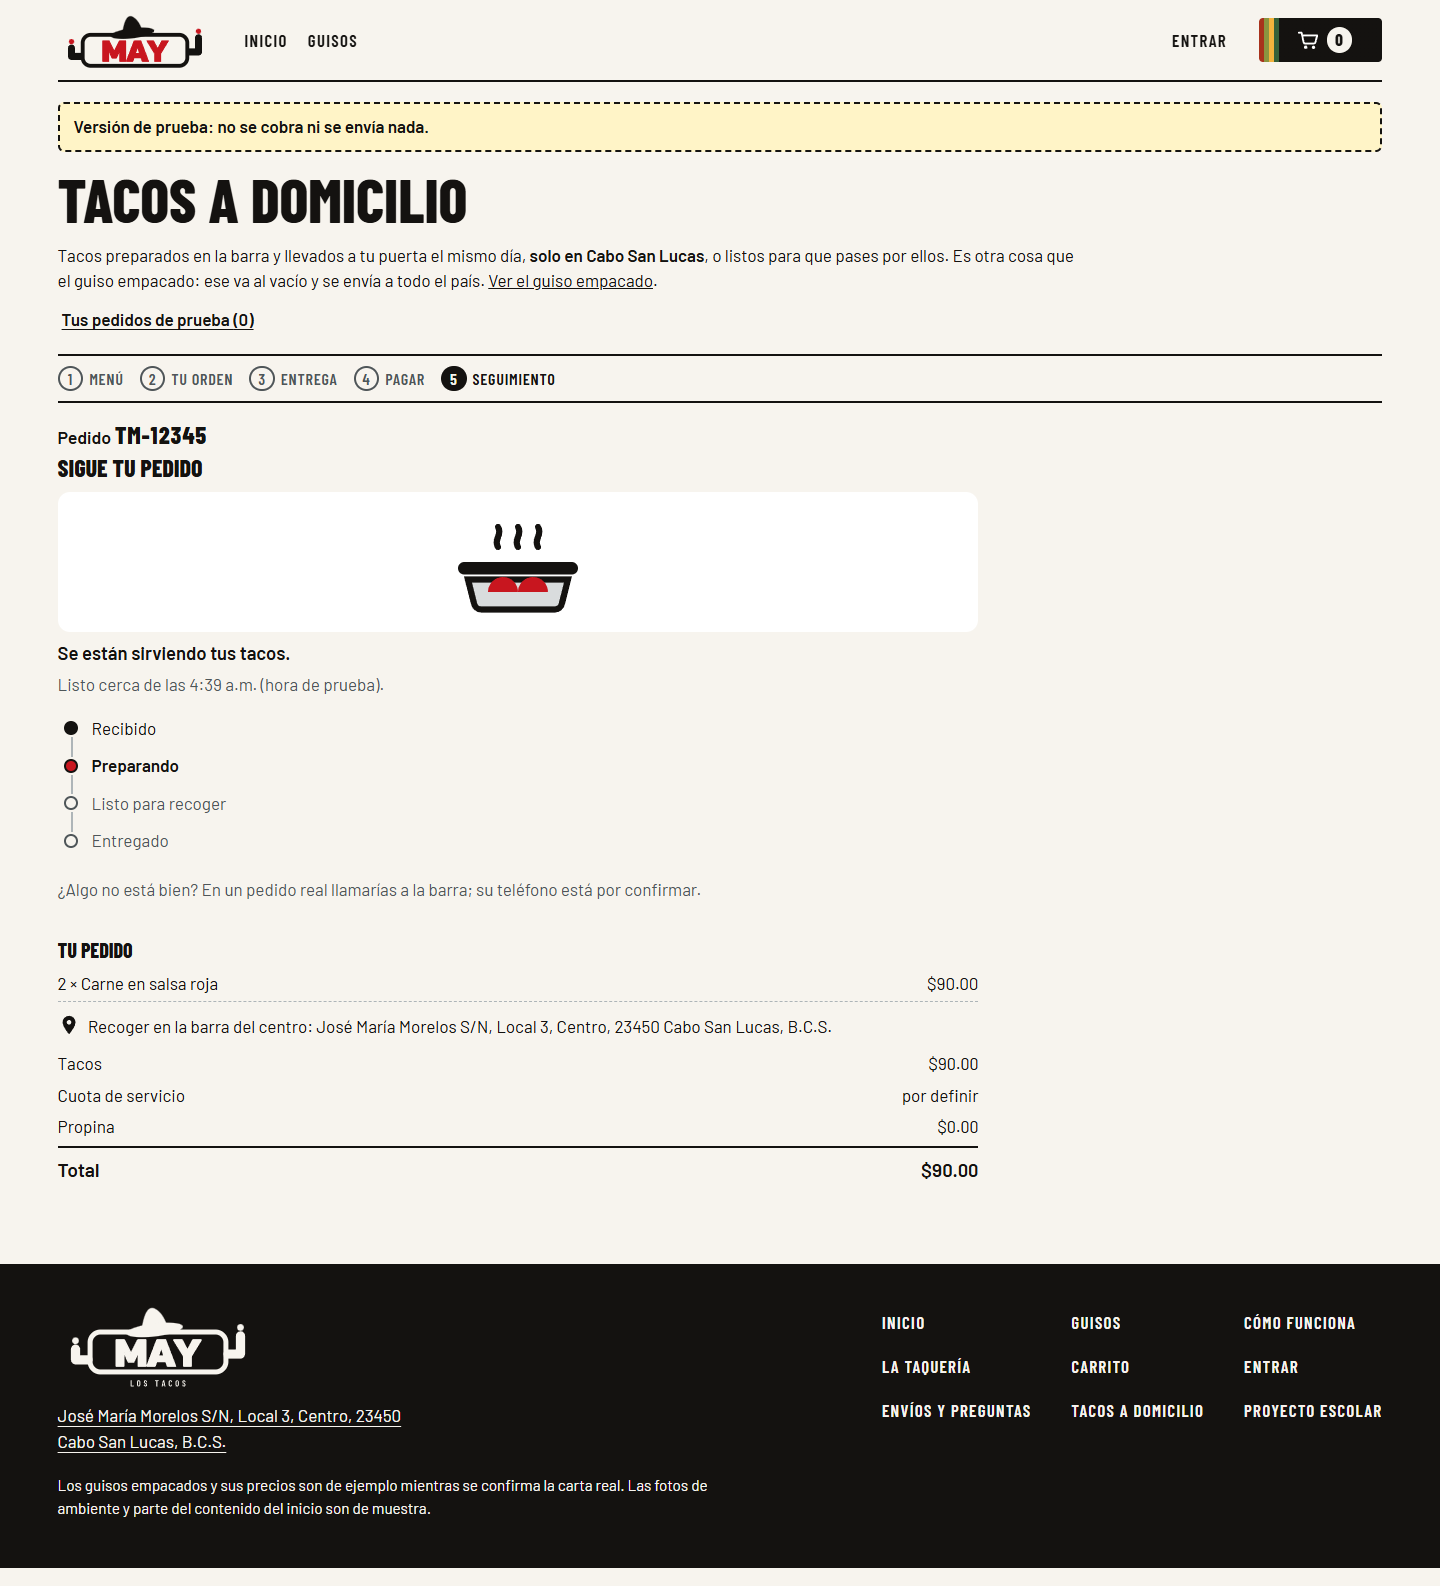 MAY
INICIO
GUISOS
ENTRAR
0
Versión de prueba: no se cobra ni se envía nada.
TACOS A DOMICILIO
Tacos preparados en la barra y llevados a tu puerta el mismo día, solo en Cabo San Lucas, o listos para que pases por ellos. Es otra cosa que
el guiso empacado: ese va al vacío y se envía a todo el país. Ver el guiso empacado.
Tus pedidos de prueba (0)
1 MENÚ 2 TU ORDEN 3 ENTREGA 4 PAGAR 5 SEGUIMIENTO
Pedido TM-12345
SIGUE TU PEDIDO
Se están sirviendo tus tacos.
Listo cerca de las 4:39 a.m. (hora de prueba).
Recibido
Preparando
Listo para recoger
Entregado
¿Algo no está bien? En un pedido real llamarías a la barra; su teléfono está por confirmar.
TU PEDIDO
2 × Carne en salsa roja $90.00
Recoger en la barra del centro: José María Morelos S/N, Local 3, Centro, 23450 Cabo San Lucas, B.C.S.
Tacos $90.00
Cuota de servicio por definir
Propina $0.00
Total $90.00
MAY
LOS TACOS
José María Morelos S/N, Local 3, Centro, 23450
Cabo San Lucas, B.C.S.
Los guisos empacados y sus precios son de ejemplo mientras se confirma la carta real. Las fotos de
ambiente y parte del contenido del inicio son de muestra.
INICIO GUISOS CÓMO FUNCIONA
LA TAQUERÍA CARRITO ENTRAR
ENVÍOS Y PREGUNTAS TACOS A DOMICILIO PROYECTO ESCOLAR